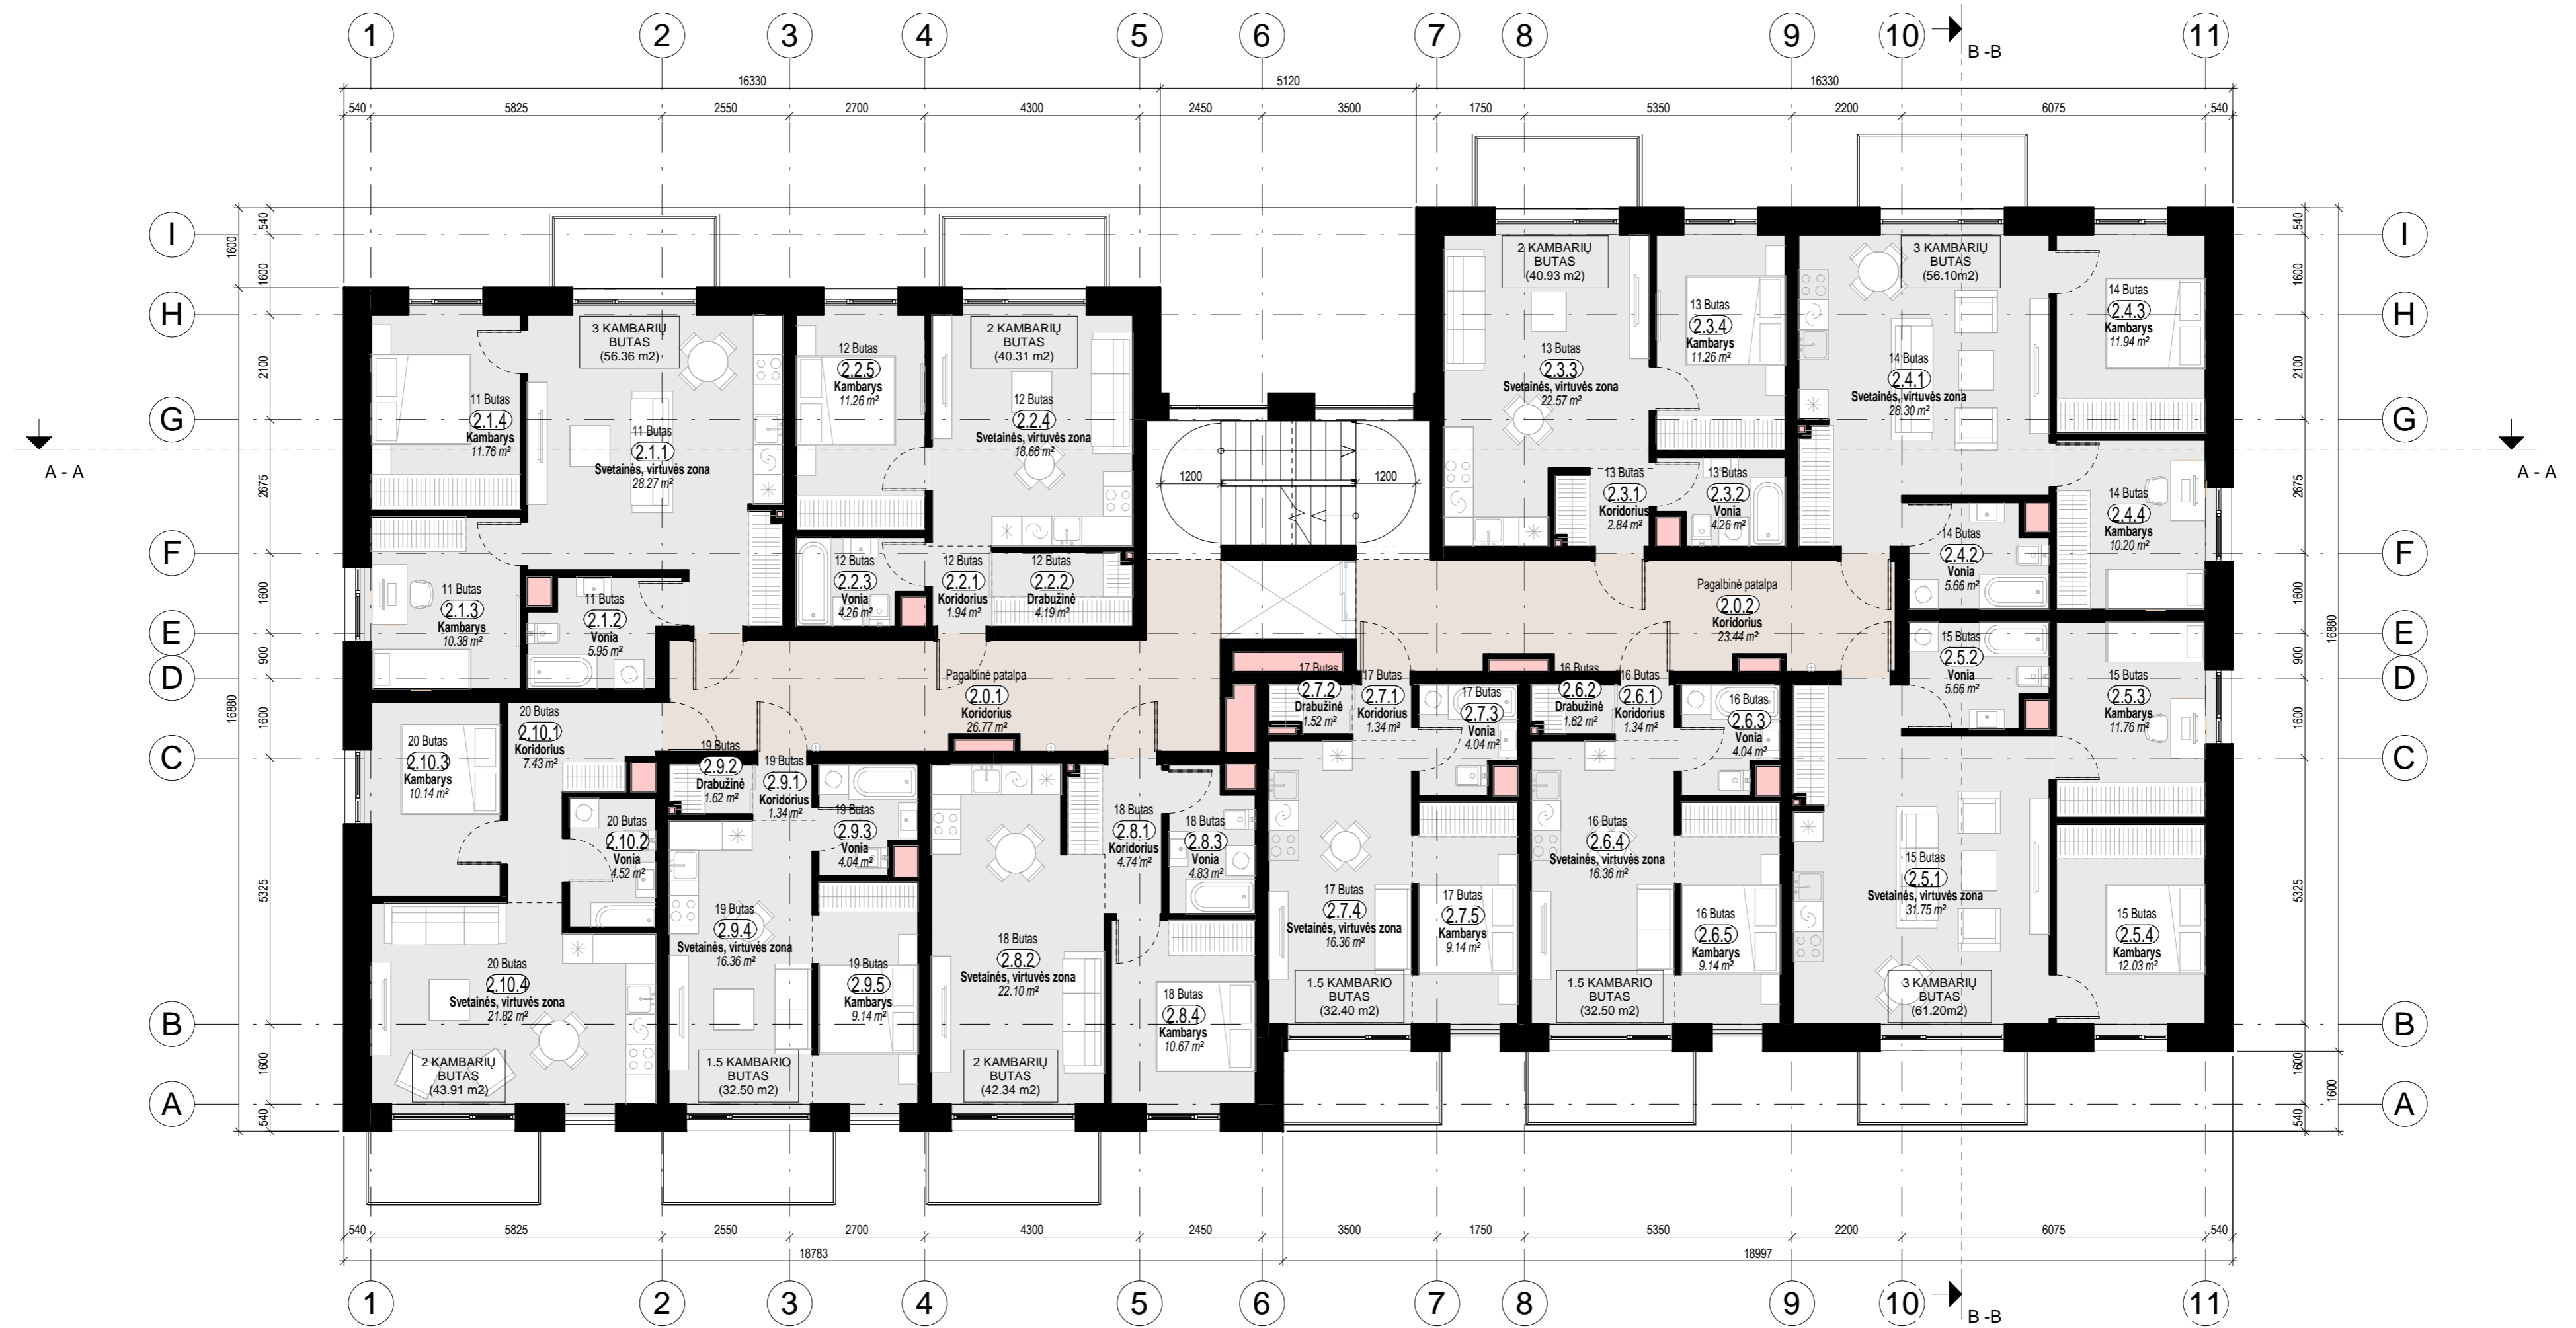 1 2 3 4 5 6 7 8 9 10 11
B -B
16330 5120 16330
540 5825 2550 2700 4300 2450 3500 1750 5350 2200 6075 540
I
H
G
F
E
D
C
B
A
A - A
1600
16880
540
1600
2100
2675
1600
900
1600
5325
1600
540
3 KAMBARIŲ
BUTAS
(56.36 m2)
11 Butas
2.1.4
Kambarys
11.76 m²
11 Butas
2.1.1
Svetainės, virtuvės zona
28.27 m²
11 Butas
2.1.3
Kambarys
10.38 m²
11 Butas
2.1.2
Vonia
5.95 m²
12 Butas
2.2.5
Kambarys
11.26 m²
2 KAMBARIŲ
BUTAS
(40.31 m2)
12 Butas
2.2.4
Svetainės, virtuvės zona
18.66 m²
12 Butas
2.2.3
Vonia
4.26 m²
12 Butas
2.2.1
Koridorius
1.94 m²
12 Butas
2.2.2
Drabužinė
4.19 m²
1200
1200
2 KAMBARIŲ
BUTAS
(40.93 m2)
13 Butas
2.3.3
Svetainės, virtuvės zona
22.57 m²
13 Butas
2.3.4
Kambarys
11.26 m²
13 Butas
2.3.1
Koridorius
2.84 m²
13 Butas
2.3.2
Vonia
4.26 m²
3 KAMBARIŲ
BUTAS
(56.10m2)
14 Butas
2.4.1
Svetainės, virtuvės zona
28.30 m²
14 Butas
2.4.3
Kambarys
11.94 m²
14 Butas
2.4.4
Kambarys
10.20 m²
14 Butas
2.4.2
Vonia
5.66 m²
Pagalbinė patalpa
2.0.2
Koridorius
23.44 m²
Pagalbinė patalpa
2.0.1
Koridorius
26.77 m²
15 Butas
2.5.2
Vonia
5.66 m²
15 Butas
2.5.3
Kambarys
11.76 m²
15 Butas
2.5.1
Svetainės, virtuvės zona
31.75 m²
15 Butas
2.5.4
Kambarys
12.03 m²
3 KAMBARIŲ
BUTAS
(61.20m2)
20 Butas
2.10.3
Kambarys
10.14 m²
20 Butas
2.10.1
Koridorius
7.43 m²
20 Butas
2.10.2
Vonia
4.52 m²
20 Butas
2.10.4
Svetainės, virtuvės zona
21.82 m²
2 KAMBARIŲ
BUTAS
(43.91 m2)
19 Butas
2.9.2
Drabužinė
1.62 m²
19 Butas
2.9.1
Koridorius
1.34 m²
19 Butas
2.9.3
Vonia
4.04 m²
19 Butas
2.9.4
Svetainės, virtuvės zona
16.36 m²
19 Butas
2.9.5
Kambarys
9.14 m²
1.5 KAMBARIO
BUTAS
(32.50 m2)
18 Butas
2.8.1
Koridorius
4.74 m²
18 Butas
2.8.3
Vonia
4.83 m²
18 Butas
2.8.2
Svetainės, virtuvės zona
22.10 m²
18 Butas
2.8.4
Kambarys
10.67 m²
2 KAMBARIŲ
BUTAS
(42.34 m2)
17 Butas
2.7.2
Drabužinė
1.52 m²
17 Butas
2.7.1
Koridorius
1.34 m²
17 Butas
2.7.3
Vonia
4.04 m²
17 Butas
2.7.4
Svetainės, virtuvės zona
16.36 m²
17 Butas
2.7.5
Kambarys
9.14 m²
1.5 KAMBARIO
BUTAS
(32.40 m2)
16 Butas
2.6.2
Drabužinė
1.62 m²
16 Butas
2.6.1
Koridorius
1.34 m²
16 Butas
2.6.3
Vonia
4.04 m²
16 Butas
2.6.4
Svetainės, virtuvės zona
16.36 m²
16 Butas
2.6.5
Kambarys
9.14 m²
1.5 KAMBARIO
BUTAS
(32.50 m2)
540
1600
2100
2675
1600
900
1600
5325
1600
540
16880
1600
I
H
G
F
E
D
C
B
A
A - A
540 5825 2550 2700 4300 2450 3500 1750 5350 2200 6075 540
18783 18997
1 2 3 4 5 6 7 8 9 10 11
B -B